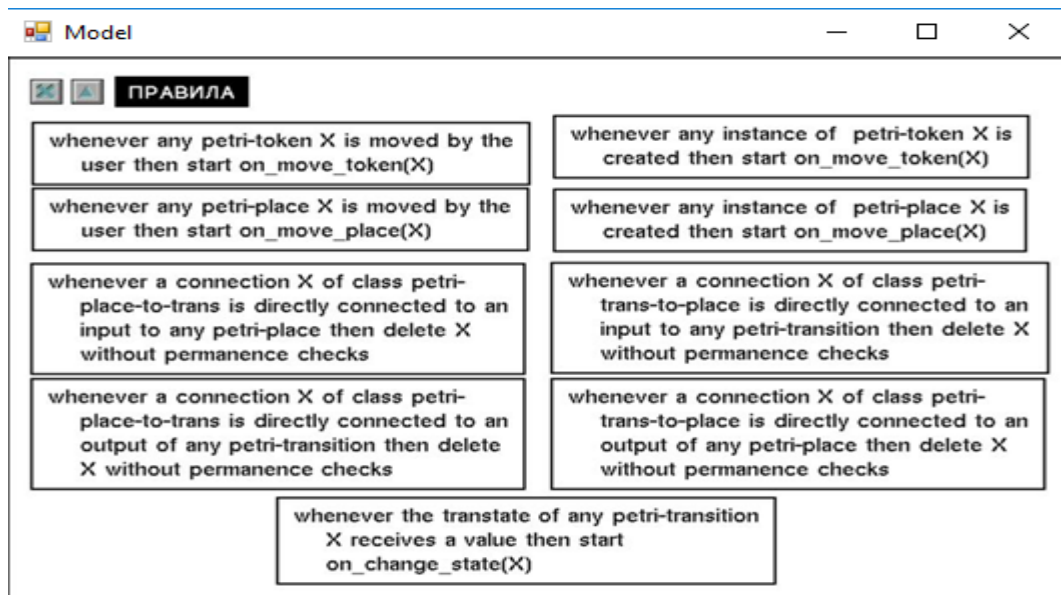 Model
ПРАВИЛА
whenever any petri-token X is moved by the
user then start on_move_token(X)
whenever any instance of petri-token X is
created then start on_move_token(X)
whenever any petri-place X is moved by the
user then start on_move_place(X)
whenever any instance of petri-place X is
created then start on_move_place(X)
whenever a connection X of class petri-
place-to-trans is directly connected to an
input to any petri-place then delete X
without permanence checks
whenever a connection X of class petri-
trans-to-place is directly connected to an
input to any petri-transition then delete X
without permanence checks
whenever a connection X of class petri-
place-to-trans is directly connected to an
output of any petri-transition then delete
X without permanence checks
whenever a connection X of class petri-
trans-to-place is directly connected to an
output of any petri-place then delete X
without permanence checks
whenever the transtate of any petri-transition
X receives a value then start
on_change_state(X)